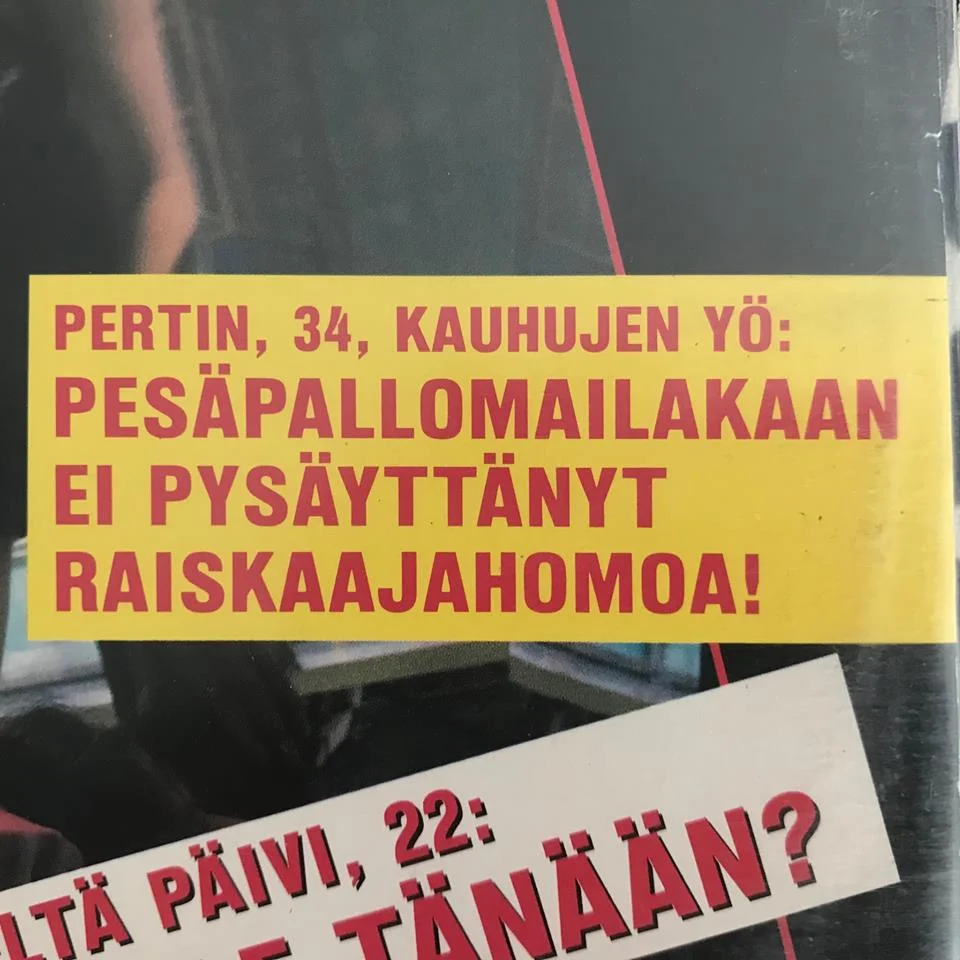 PERTIN, 34, KAUHUJEN YÖ:
PESÄPALLOMAILAKAAN
EI PYSÄYTTÄNYT
RAISKAAJAHOMOA!
PÄIVI, 22:
TÄNÄÄN?